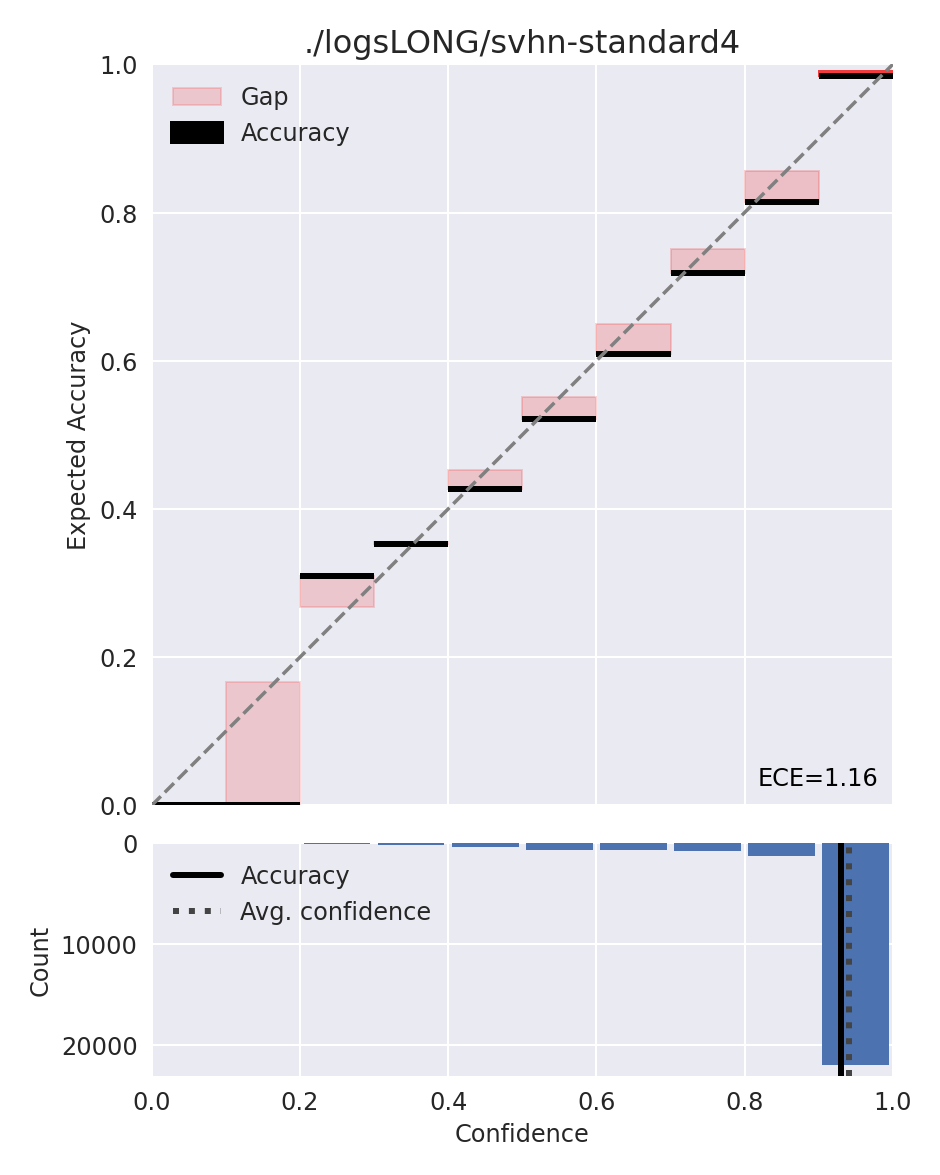 ./logsLONG/svhn-standard4
1.0
0.8
0.6
0.4
0.2
0.0
Expected Accuracy
Gap
Accuracy
ECE=1.16
0
10000
20000
Count
Accuracy
Avg. confidence
0.0 0.2 0.4 0.6 0.8 1.0
Confidence